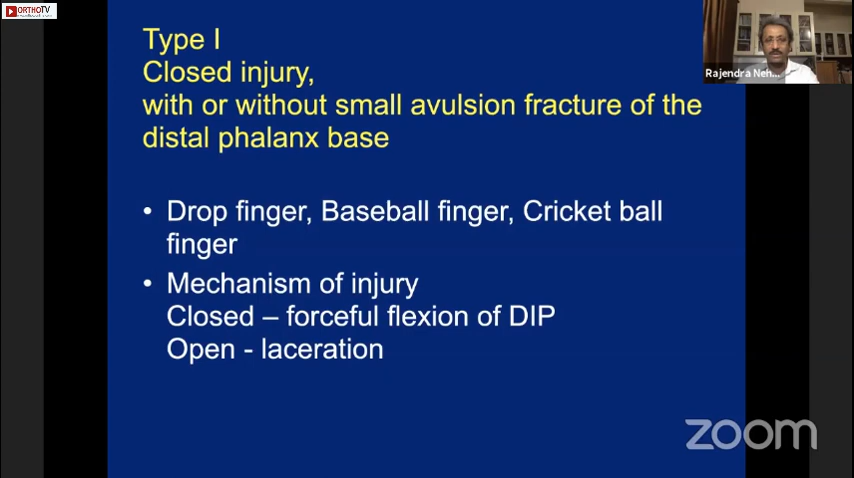 ORTHOTV
Rajendra Neh...
Type I
Closed injury,
with or without small avulsion fracture of the
distal phalanx base
• Drop finger, Baseball finger, Cricket ball
finger
• Mechanism of injury
Closed – forceful flexion of DIP
Open - laceration
zoom